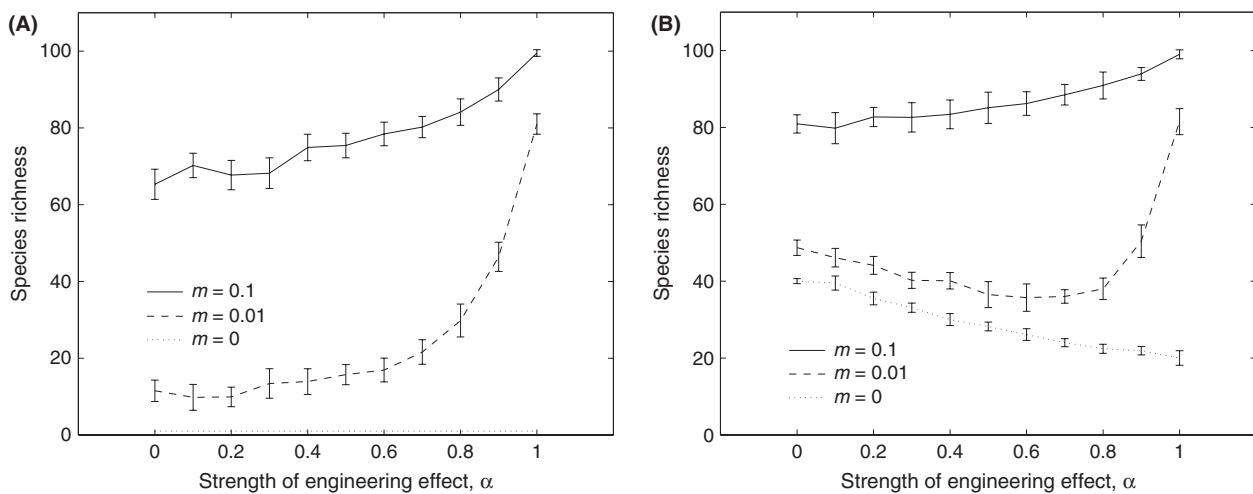 (A)
100
80
60
40
20
0
Species richness
m = 0.1
m = 0.01
m = 0
0 0.2 0.4 0.6 0.8 1
Strength of engineering effect, α
(B)
100
80
60
40
20
0
Species richness
m = 0.1
m = 0.01
m = 0
0 0.2 0.4 0.6 0.8 1
Strength of engineering effect, α